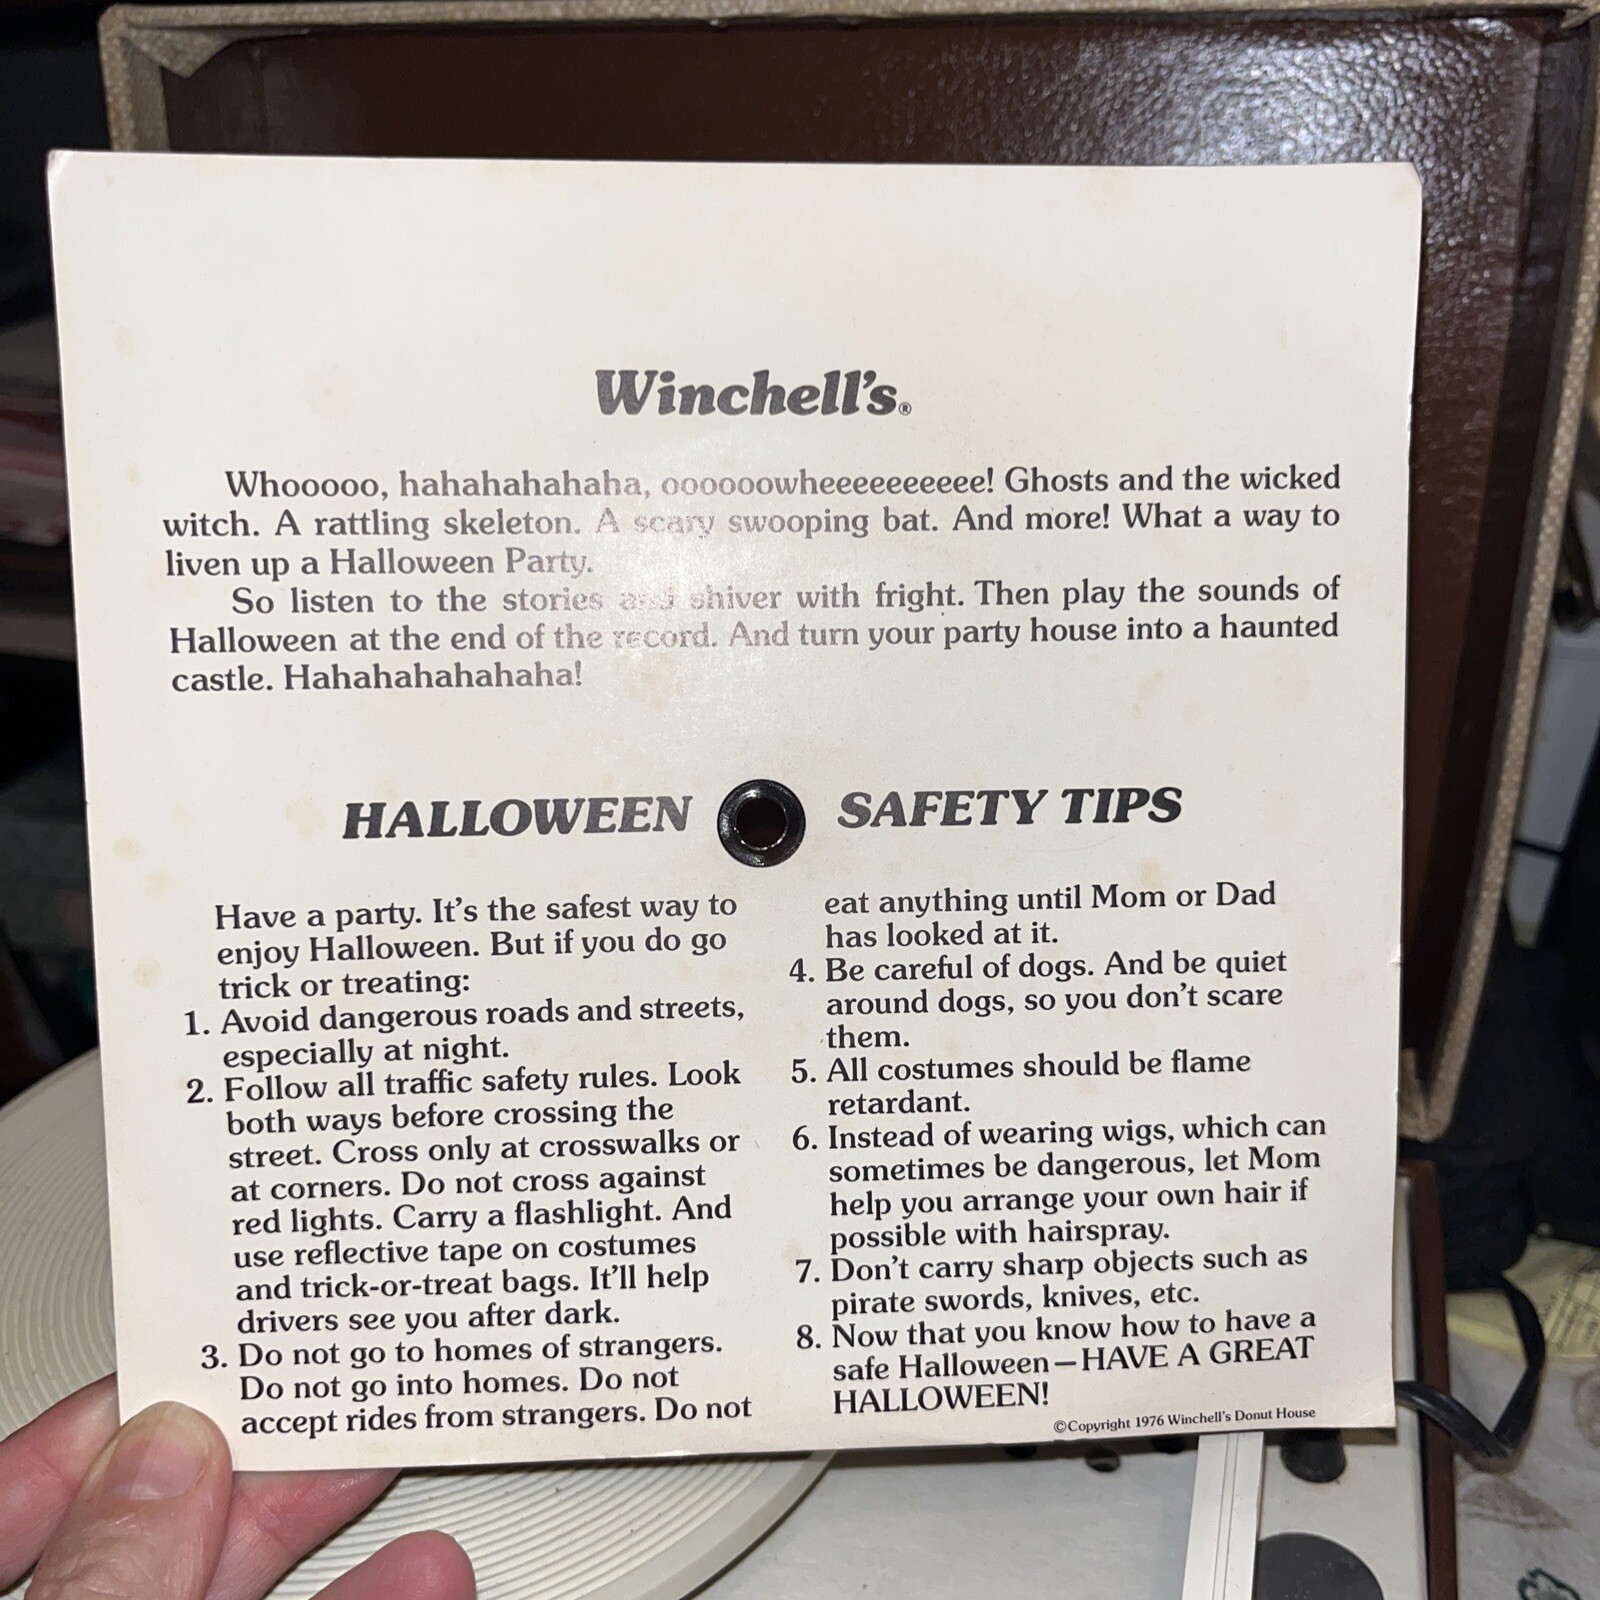 Winchell's®
Whooooo, hahahahahaha, oooooowheeeeeeeeee! Ghosts and the wicked
witch. A rattling skeleton. A scary swooping bat. And more! What a way to
liven up a Halloween Party.
So listen to the stories and shiver with fright. Then play the sounds of
Halloween at the end of the record. And turn your party house into a haunted
castle. Hahahahahahaha!
HALLOWEEN SAFETY TIPS
Have a party. It's the safest way to
enjoy Halloween. But if you do go
trick or treating:
1. Avoid dangerous roads and streets,
especially at night.
2. Follow all traffic safety rules. Look
both ways before crossing the
street. Cross only at crosswalks or
at corners. Do not cross against
red lights. Carry a flashlight. And
use reflective tape on costumes
and trick-or-treat bags. It'll help
drivers see you after dark.
3. Do not go to homes of strangers.
Do not go into homes. Do not
accept rides from strangers. Do not
eat anything until Mom or Dad
has looked at it.
4. Be careful of dogs. And be quiet
around dogs, so you don't scare
them.
5. All costumes should be flame
retardant.
6. Instead of wearing wigs, which can
sometimes be dangerous, let Mom
help you arrange your own hair if
possible with hairspray.
7. Don't carry sharp objects such as
pirate swords, knives, etc.
8. Now that you know how to have a
safe Halloween—HAVE A GREAT
HALLOWEEN!
©Copyright 1976 Winchell's Donut House